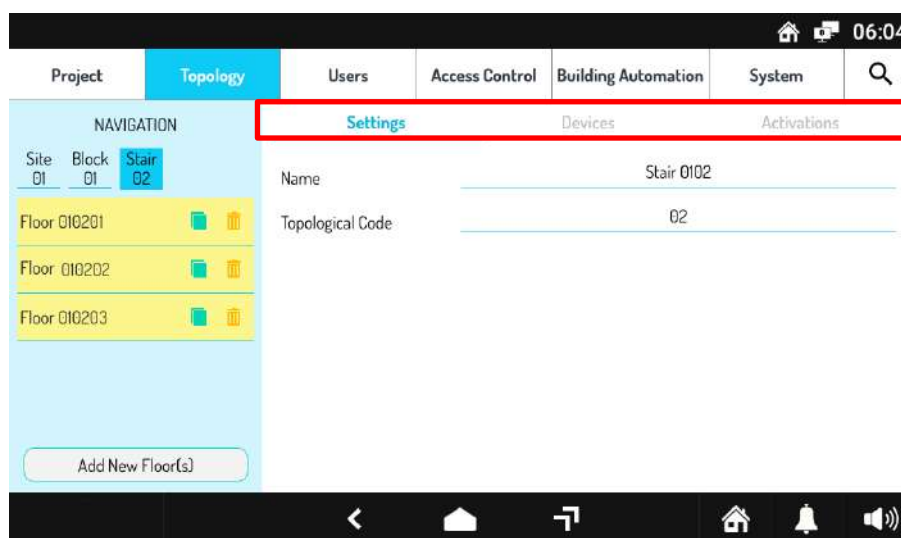 06:04
Project Topology Users Access Control Building Automation System
NAVIGATION Settings Devices Activations
Site Block Stair
01 01 02
Name Stair 0102
Floor 010201
Topological Code 02
Floor 010202
Floor 010203
Add New Floor(s)